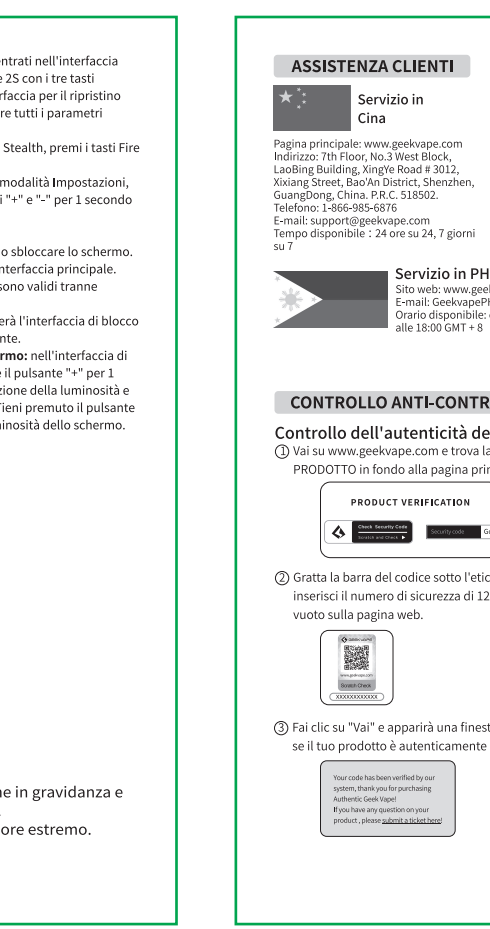 ntrati nell'interfaccia
e 2S con i tre tasti
rfaccia per il ripristino
re tutti i parametri
Stealth, premi i tasti Fire
modalità Impostazioni,
i "+" e "-" per 1 secondo
o sbloccare lo schermo.
nterfaccia principale.
sono validi tranne
erà l'interfaccia di blocco
nte.
rmo: nell'interfaccia di
e il pulsante "+" per 1
zione della luminosità e
Tieni premuto il pulsante
minosità dello schermo.
ne in gravidanza e
ore estremo.
ASSISTENZA CLIENTI
Servizio in
Cina
Pagina principale: www.geekvape.com
Indirizzo: 7th Floor, No.3 West Block,
LaoBing Building, XingYe Road # 3012,
Xixiang Street, Bao'An District, Shenzhen,
GuangDong, China. P.R.C. 518502.
Telefono: 1-866-985-6876
E-mail: support@geekvape.com
Tempo disponibile : 24 ore su 24, 7 giorni
su 7
Servizio in PH
Sito web: www.geek
E-mail: GeekvapePH
Orario disponibile:
alle 18:00 GMT + 8
CONTROLLO ANTI-CONTR
Controllo dell'autenticità de
① Vai su www.geekvape.com e trova la
PRODOTTO in fondo alla pagina prin
PRODUCT VERIFICATION
Check Security Code
Scratch and Check
Security code
G
② Gratta la barra del codice sotto l'etic
inserisci il numero di sicurezza di 12
vuoto sulla pagina web.
GEEK VAPE
www.geekvape.com
Scratch Check
XXXXXXXXXXXX
③ Fai clic su "Vai" e apparirà una finest
se il tuo prodotto è autenticamente
Your code has been verified by our
system, thank you for purchasing
Authentic Geek Vape!
If you have any question on your
product , please submit a ticket here!